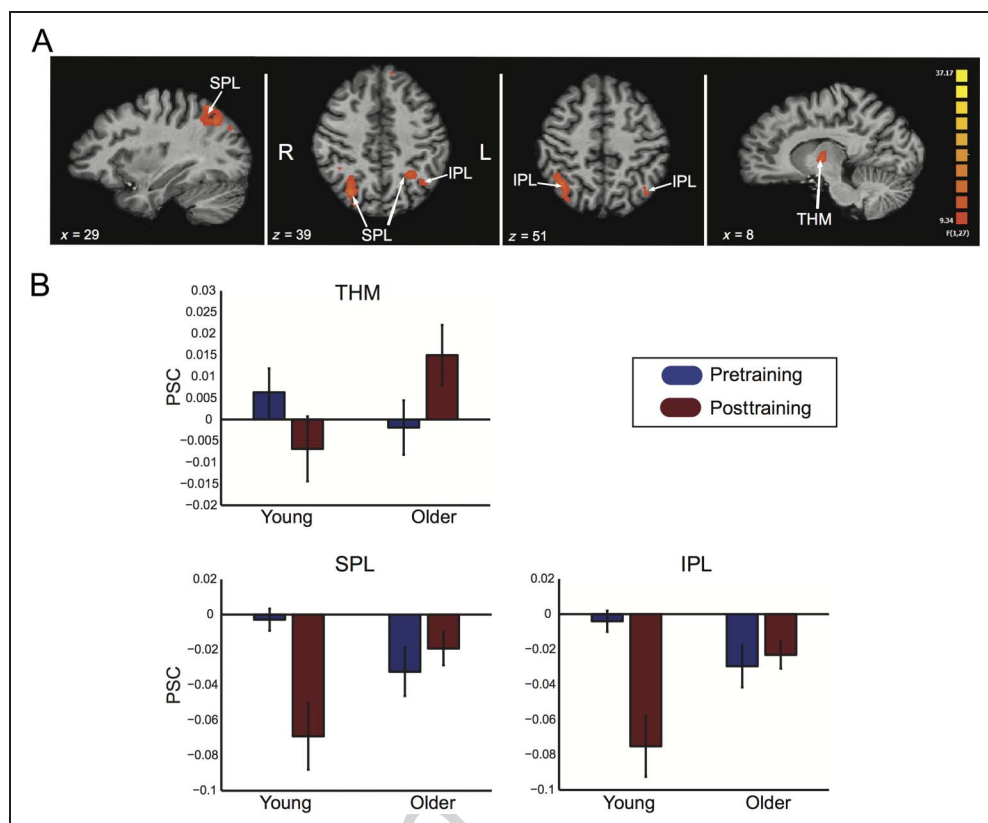 A
SPL
R
L
IPL
SPL
IPL
IPL
THM
37.17
9.34
F(1,27)
x = 29
z = 39
z = 51
x = 8
B
THM
0.03
0.025
0.02
0.015
0.01
0.005
0
−0.005
−0.01
−0.015
−0.02
PSC
Young Older
Pretraining
Posttraining
SPL
0.02
0
−0.02
−0.04
−0.06
−0.08
−0.1
PSC
Young Older
IPL
0.02
0
−0.02
−0.04
−0.06
−0.08
−0.1
Young Older